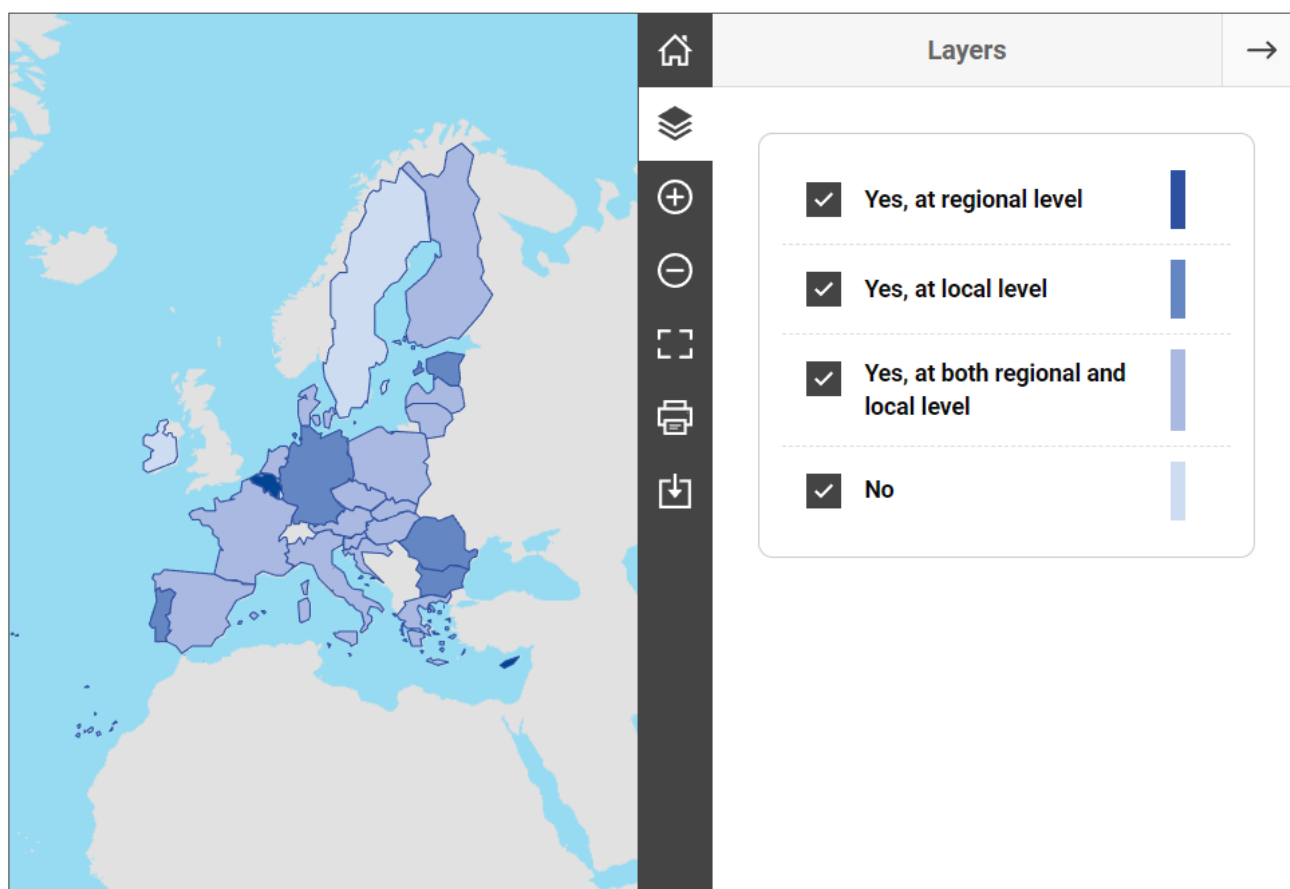 Layers
Yes, at regional level
Yes, at local level
Yes, at both regional and
local level
No